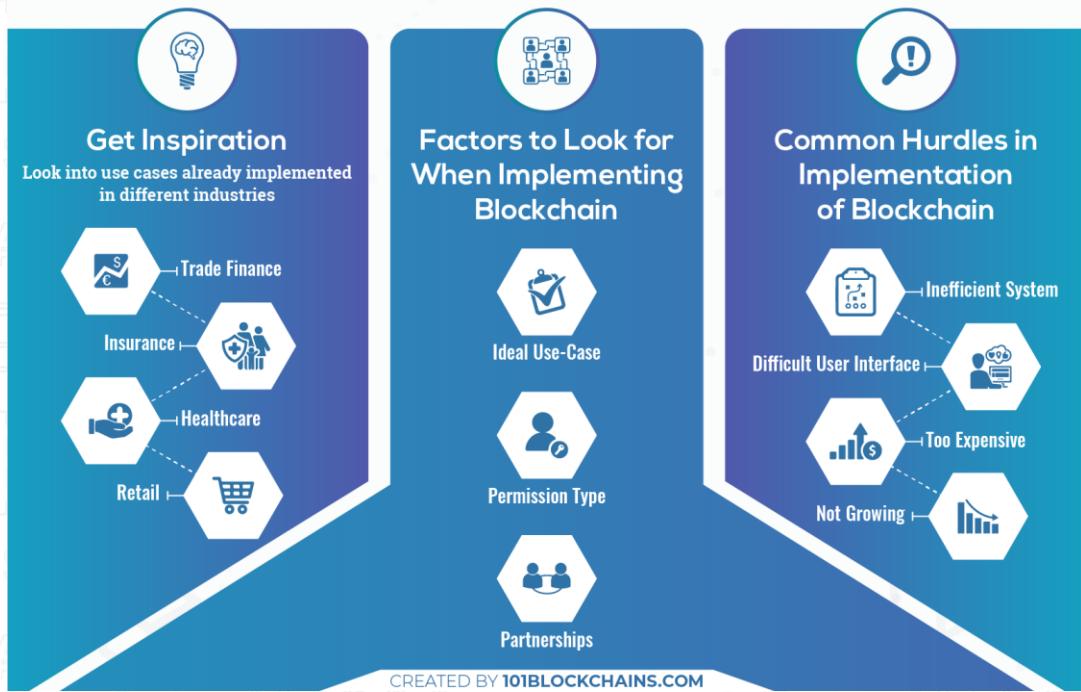 Get Inspiration
Look into use cases already implemented
in different industries
Trade Finance
Insurance
Healthcare
Retail
Factors to Look for
When Implementing
Blockchain
Ideal Use-Case
Permission Type
Partnerships
Common Hurdles in
Implementation
of Blockchain
Inefficient System
Difficult User Interface
Too Expensive
Not Growing
CREATED BY 101BLOCKCHAINS.COM